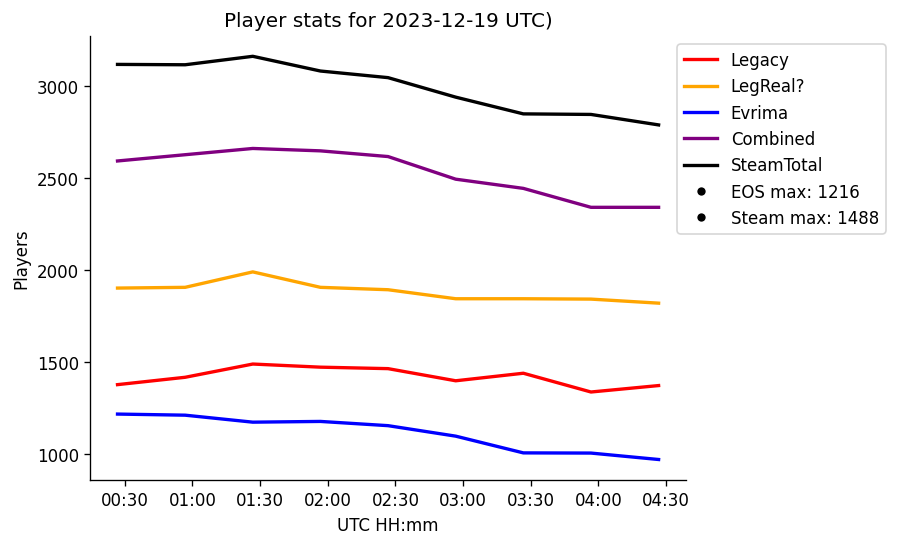 Player stats for 2023-12-19 UTC)
Legacy
LegReal?
Evrima
Combined
SteamTotal
EOS max: 1216
Steam max: 1488
Players
3000
2500
2000
1500
1000
00:30 01:00 01:30 02:00 02:30 03:00 03:30 04:00 04:30
UTC HH:mm